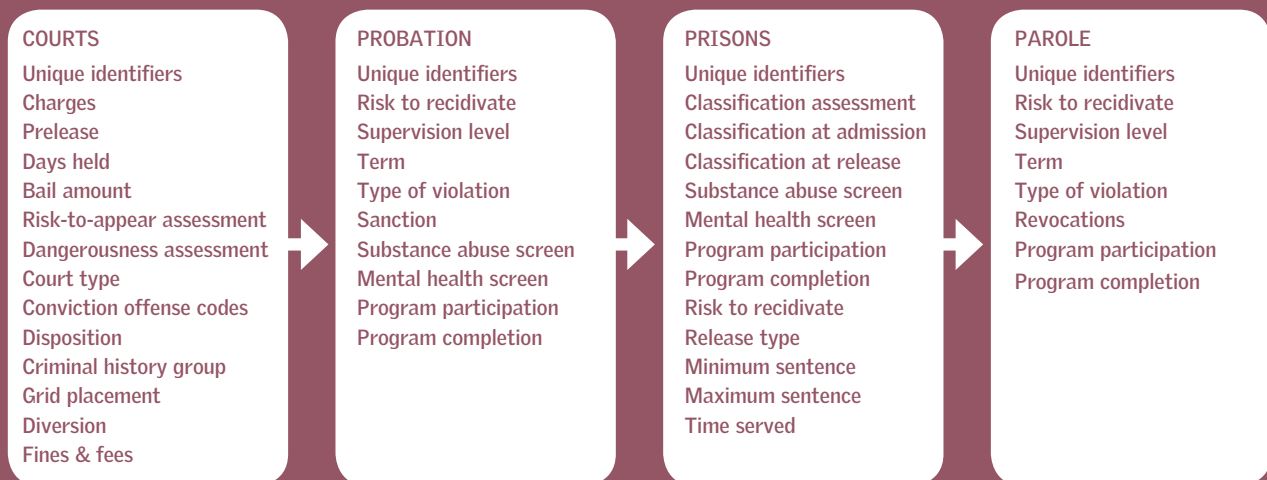 COURTS
Unique identifiers
Charges
Prelease
Days held
Bail amount
Risk-to-appear assessment
Dangerousness assessment
Court type
Conviction offense codes
Disposition
Criminal history group
Grid placement
Diversion
Fines & fees
PROBATION
Unique identifiers
Risk to recidivate
Supervision level
Term
Type of violation
Sanction
Substance abuse screen
Mental health screen
Program participation
Program completion
PRISONS
Unique identifiers
Classification assessment
Classification at admission
Classification at release
Substance abuse screen
Mental health screen
Program participation
Program completion
Risk to recidivate
Release type
Minimum sentence
Maximum sentence
Time served
PAROLE
Unique identifiers
Risk to recidivate
Supervision level
Term
Type of violation
Revocations
Program participation
Program completion